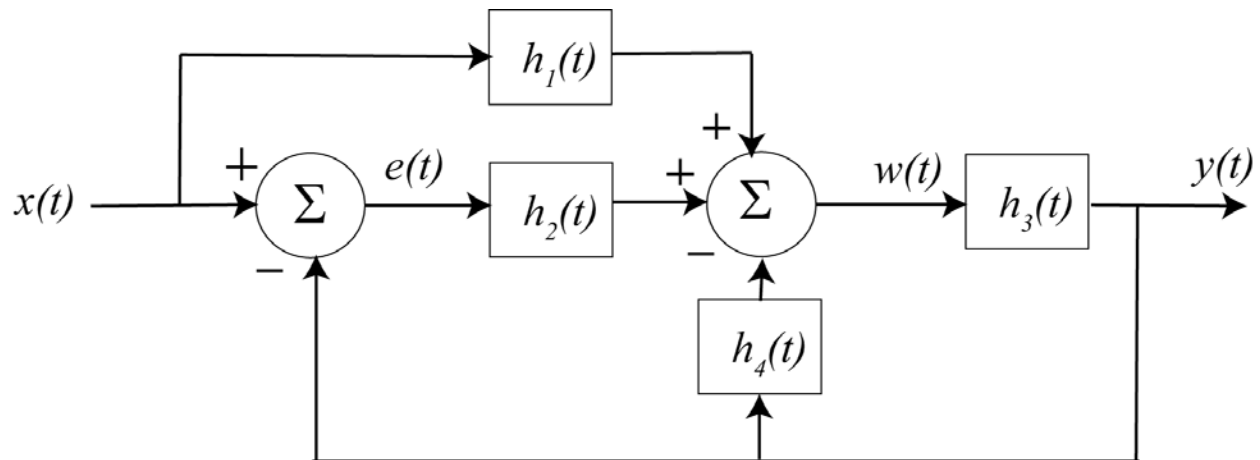 h₁(t)
+
+ e(t) + w(t) y(t)
x(t) Σ h₂(t) Σ h₃(t)
− −
h₄(t)